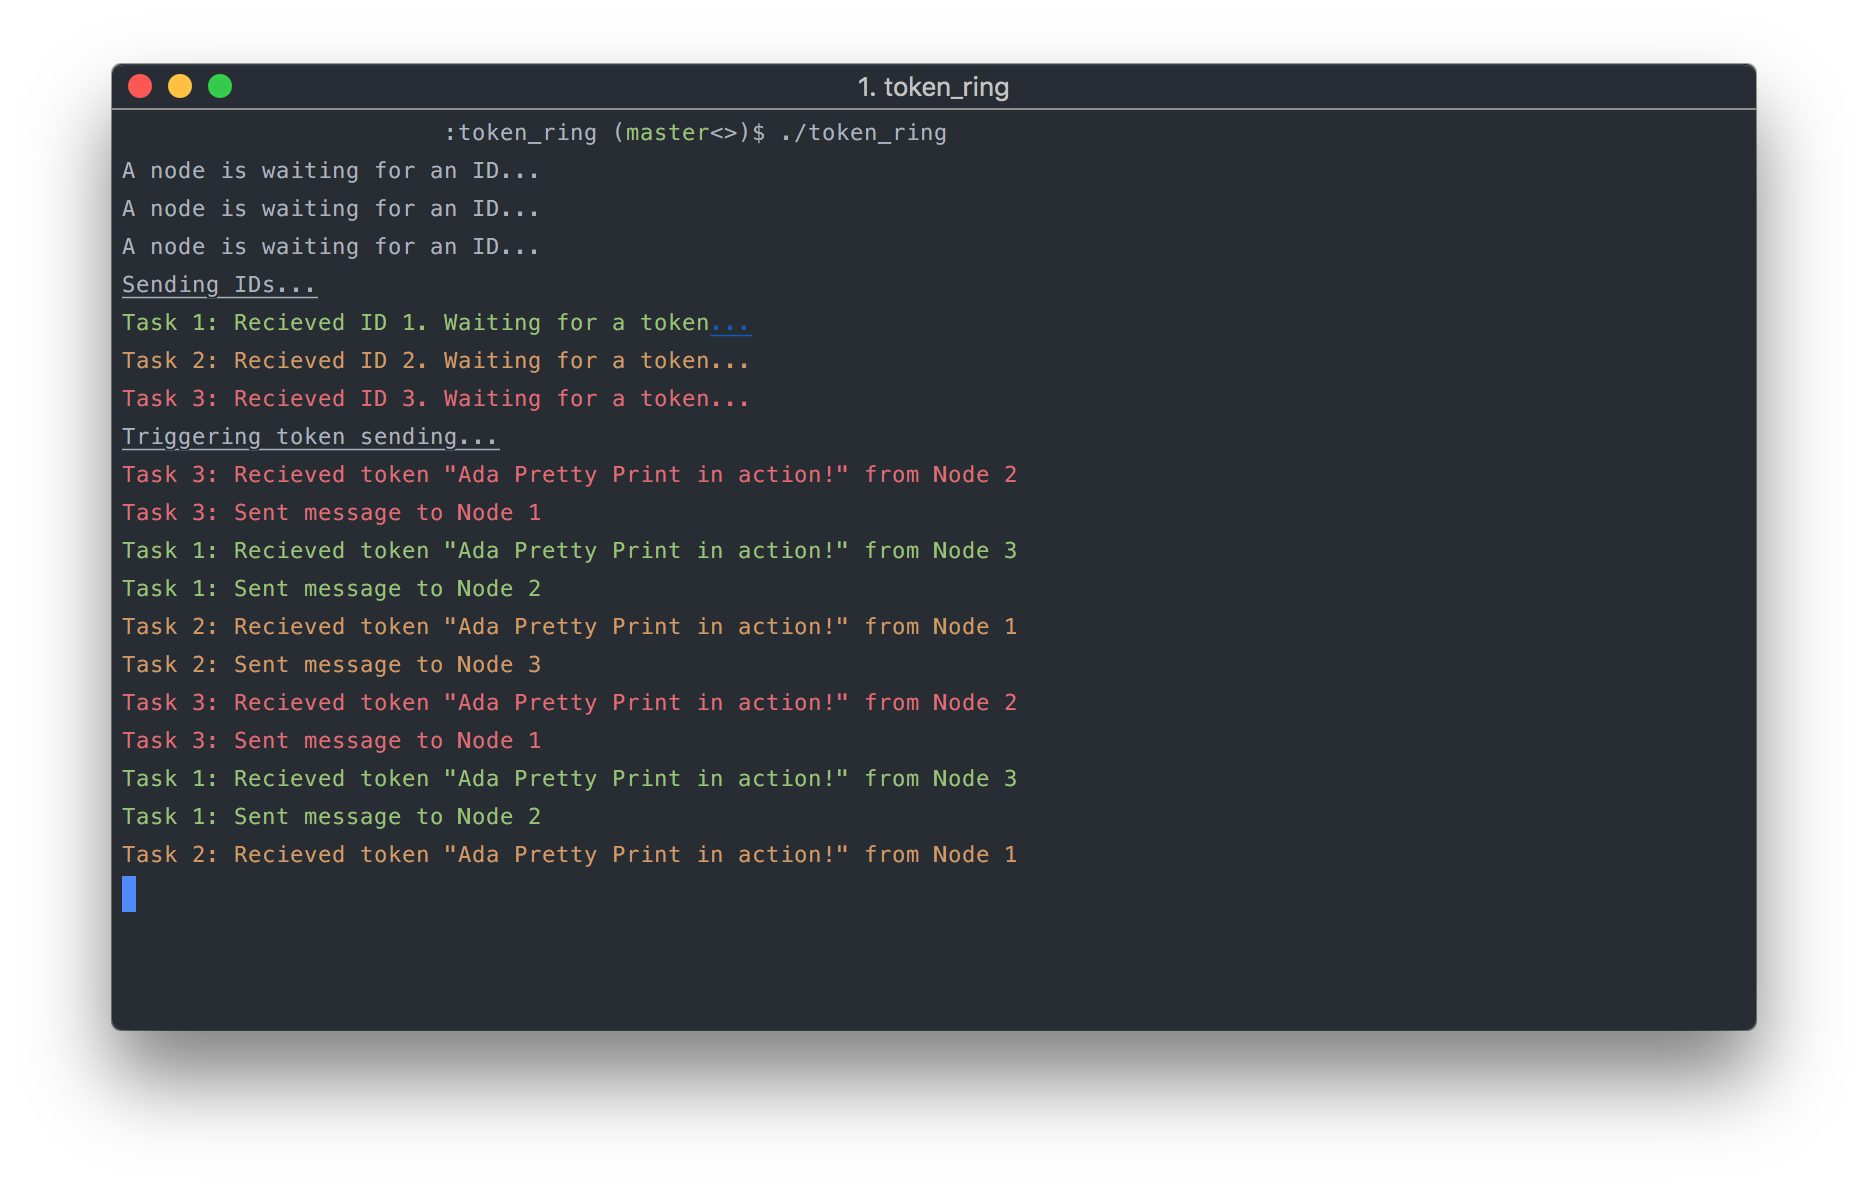 1. token_ring
:token_ring (master<>)$ ./token_ring
A node is waiting for an ID...
A node is waiting for an ID...
A node is waiting for an ID...
Sending IDs...
Task 1: Recieved ID 1. Waiting for a token...
Task 2: Recieved ID 2. Waiting for a token...
Task 3: Recieved ID 3. Waiting for a token...
Triggering token sending...
Task 3: Recieved token "Ada Pretty Print in action!" from Node 2
Task 3: Sent message to Node 1
Task 1: Recieved token "Ada Pretty Print in action!" from Node 3
Task 1: Sent message to Node 2
Task 2: Recieved token "Ada Pretty Print in action!" from Node 1
Task 2: Sent message to Node 3
Task 3: Recieved token "Ada Pretty Print in action!" from Node 2
Task 3: Sent message to Node 1
Task 1: Recieved token "Ada Pretty Print in action!" from Node 3
Task 1: Sent message to Node 2
Task 2: Recieved token "Ada Pretty Print in action!" from Node 1